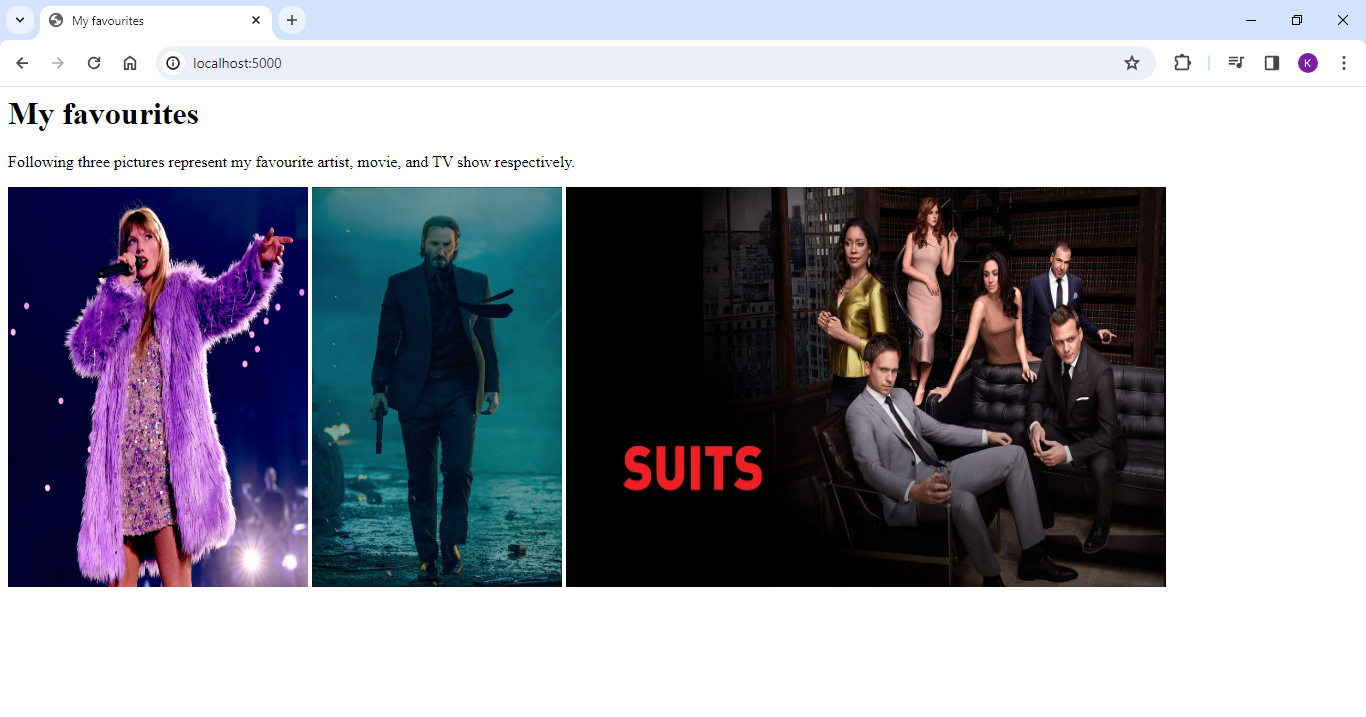 My favourites
localhost:5000
K
My favourites
Following three pictures represent my favourite artist, movie, and TV show respectively.
SUITS